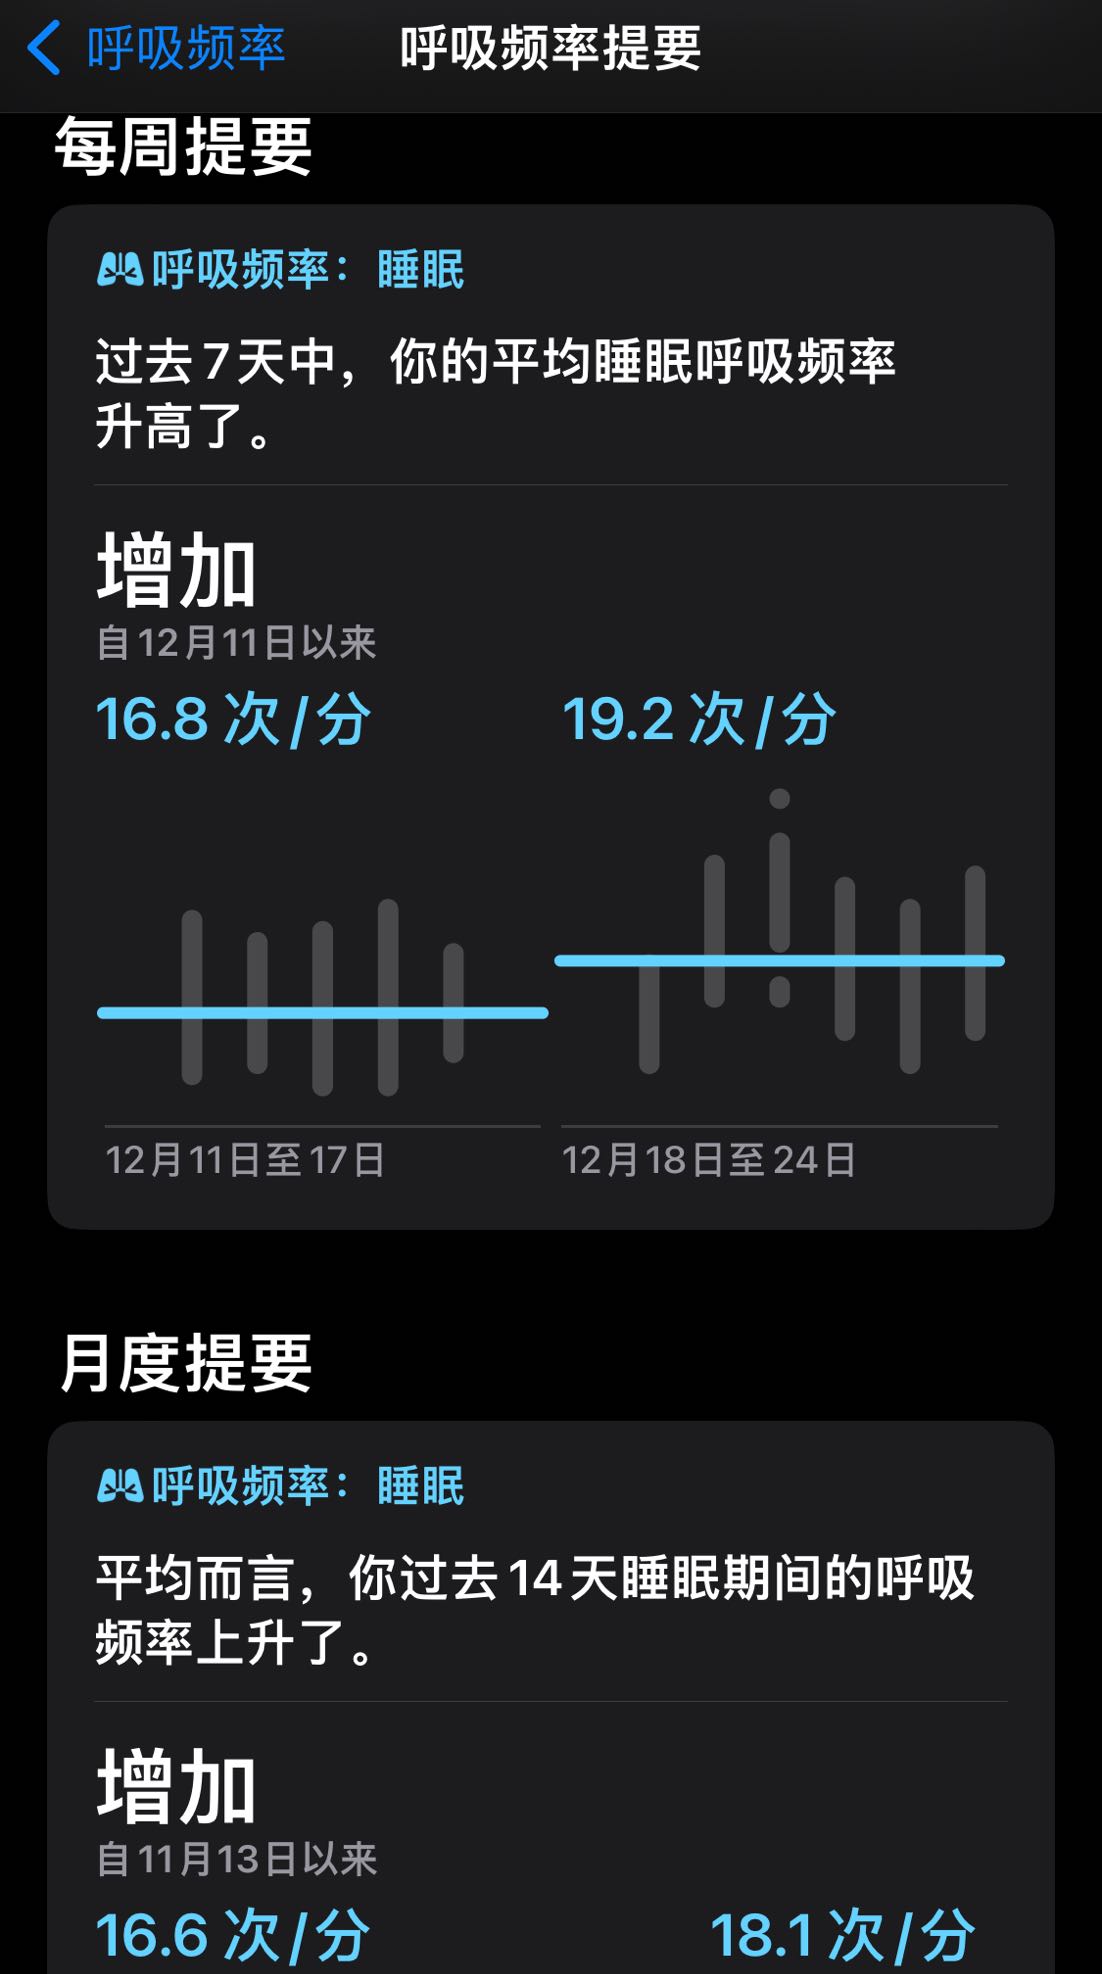 呼吸频率
呼吸频率提要
每周提要
呼吸频率：睡眠
过去7天中，你的平均睡眠呼吸频率
升高了。
增加
自12月11日以来
16.8 次/分
19.2 次/分
12月11日至17日
12月18日至24日
月度提要
呼吸频率：睡眠
平均而言，你过去14天睡眠期间的呼吸
频率上升了。
增加
自11月13日以来
16.6 次/分
18.1 次/分